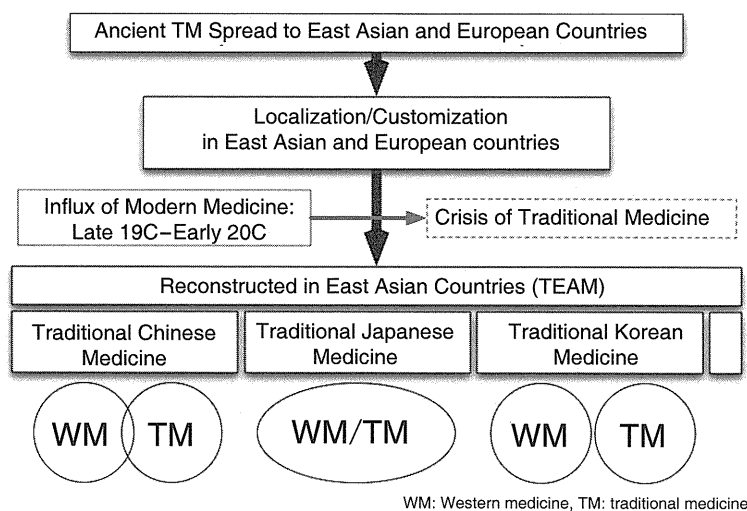 Ancient TM Spread to East Asian and European Countries
Localization/Customization
in East Asian and European countries
Influx of Modern Medicine:
Late 19C–Early 20C
Crisis of Traditional Medicine
Reconstructed in East Asian Countries (TEAM)
Traditional Chinese
Medicine
Traditional Japanese
Medicine
Traditional Korean
Medicine
WM
TM
WM/TM
WM
TM
WM: Western medicine, TM: traditional medicine